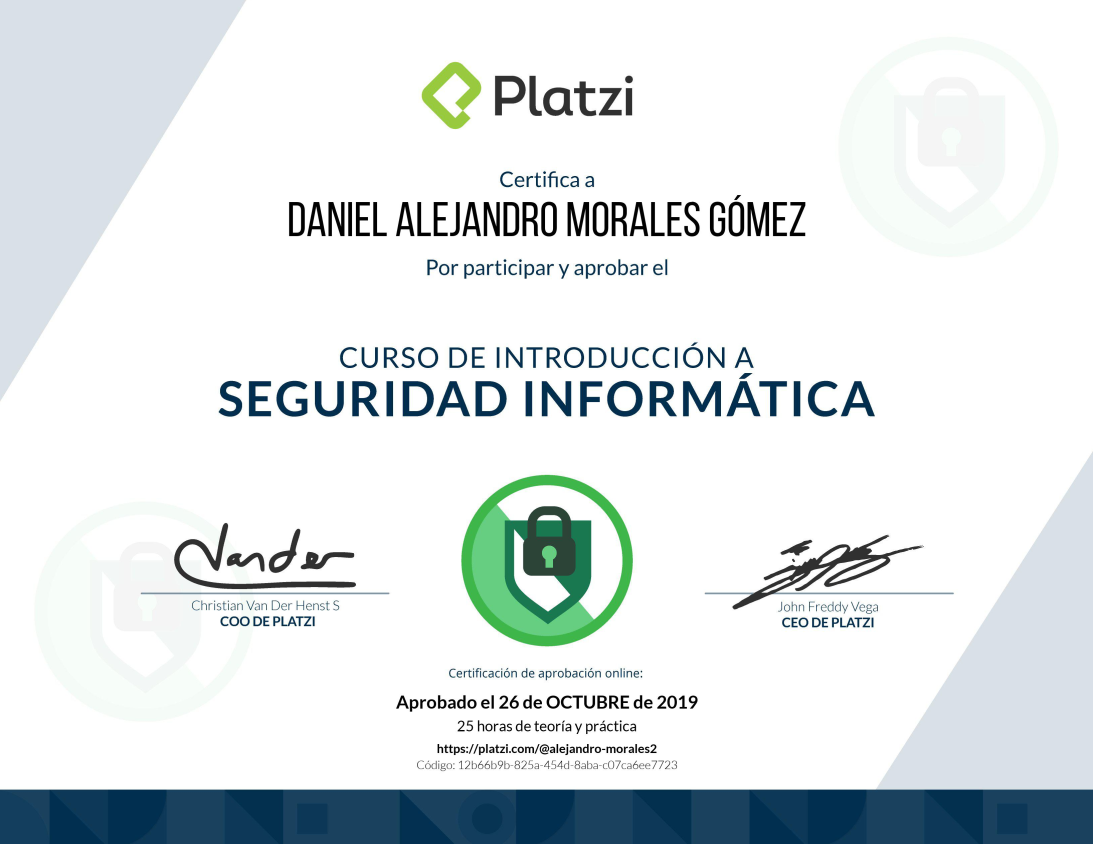 Platzi
Certifica a
DANIEL ALEJANDRO MORALES GÓMEZ
Por participar y aprobar el
CURSO DE INTRODUCCIÓN A
SEGURIDAD INFORMÁTICA
Vander
Christian Van Der Henst S
COO DE PLATZI
John Freddy Vega
CEO DE PLATZI
Certificación de aprobación online:
Aprobado el 26 de OCTUBRE de 2019
25 horas de teoría y práctica
https://platzi.com/@alejandro-morales2
Código: 12b66b9b-825a-454d-8aba-c07ca6ee7723